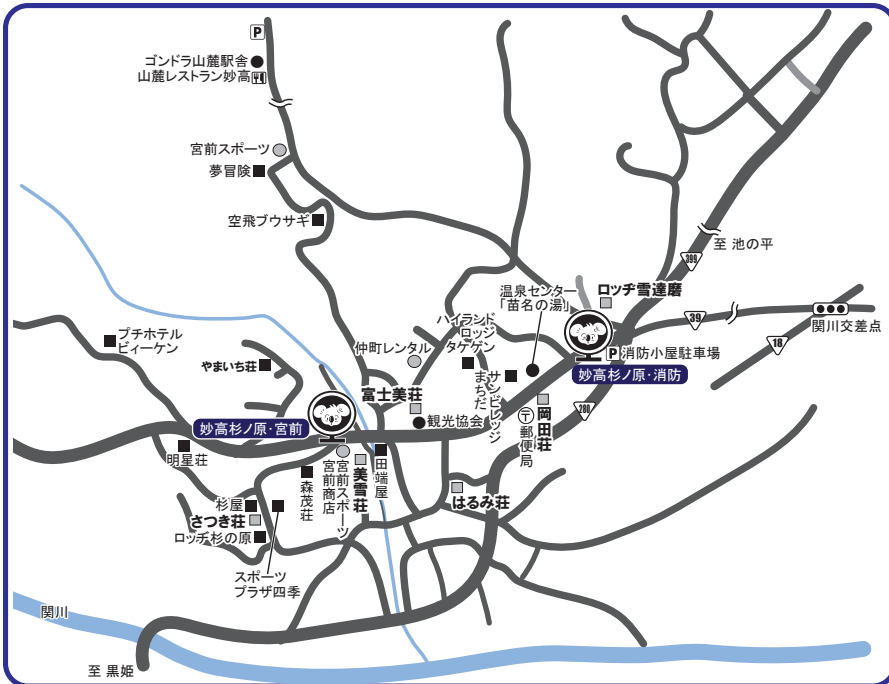 P
ゴンドラ山麓駅舎
山麓レストラン妙高
宮前スポーツ
夢冒険
空飛ブウサギ
至 池の平
399
温泉センター
「苗名の湯」
ロッヂ雪達磨
39
関川交差点
18
ハイランド
ロッジ
タケゲン
仲町レンタル
プチホテル
ビィーケン
やまいち荘
P消防小屋駐車場
妙高杉ノ原・消防
サンビレッジ
まちだ
富士美荘
観光協会
280
岡田荘
〒郵便局
妙高杉ノ原・宮前
明星荘
田端屋
美雪荘
宮前スポーツ
宮前商店
森茂荘
はるみ荘
杉屋
さつき荘
ロッヂ杉の原
スポーツ
プラザ四季
関川
至 黒姫